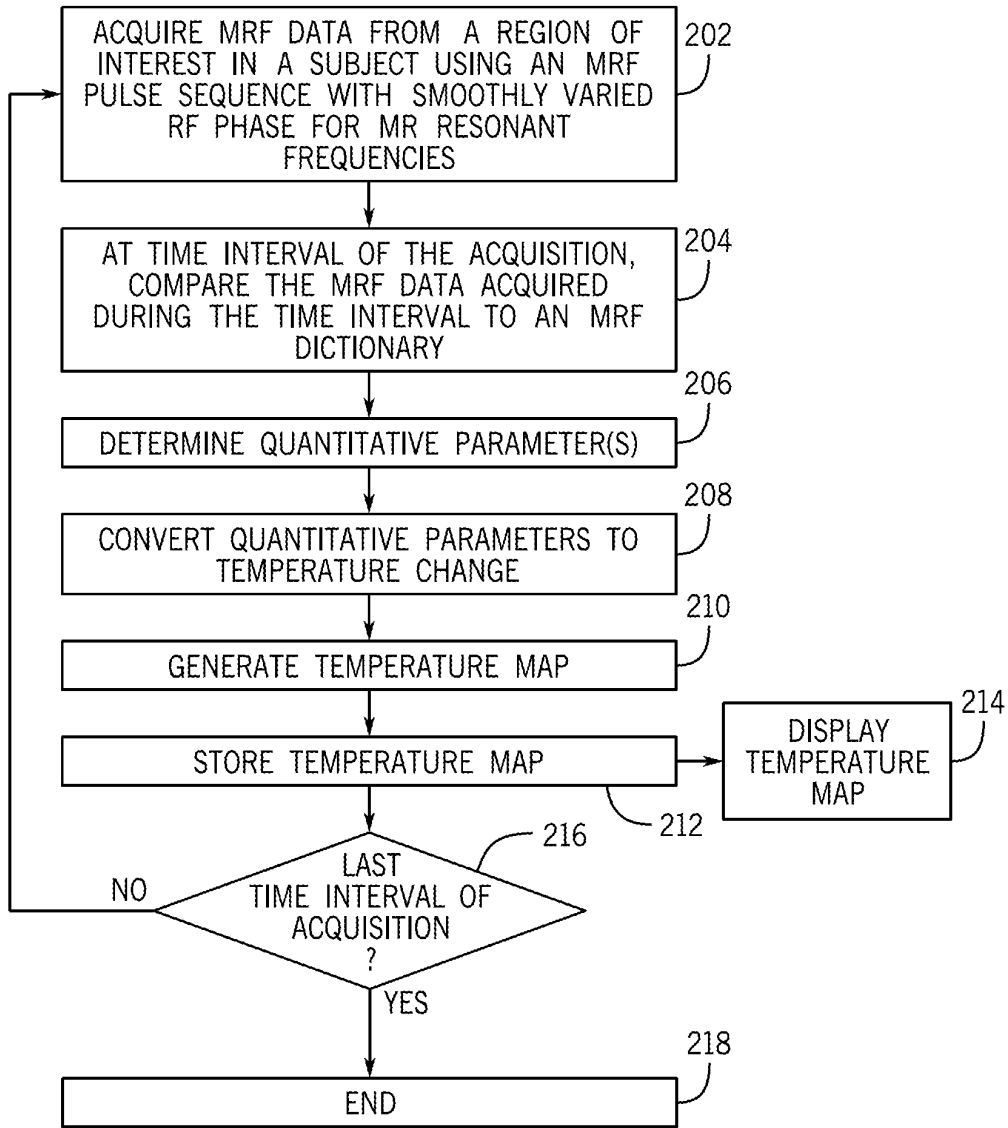 ACQUIRE MRF DATA FROM A REGION OF
INTEREST IN A SUBJECT USING AN MRF
PULSE SEQUENCE WITH SMOOTHLY VARIED
RF PHASE FOR MR RESONANT
FREQUENCIES
202
AT TIME INTERVAL OF THE ACQUISITION,
COMPARE THE MRF DATA ACQUIRED
DURING THE TIME INTERVAL TO AN MRF
DICTIONARY
204
DETERMINE QUANTITATIVE PARAMETER(S)
206
CONVERT QUANTITATIVE PARAMETERS TO
TEMPERATURE CHANGE
208
GENERATE TEMPERATURE MAP
210
STORE TEMPERATURE MAP
212
DISPLAY
TEMPERATURE
MAP
214
LAST
TIME INTERVAL OF
ACQUISITION
?
216
NO
YES
END
218